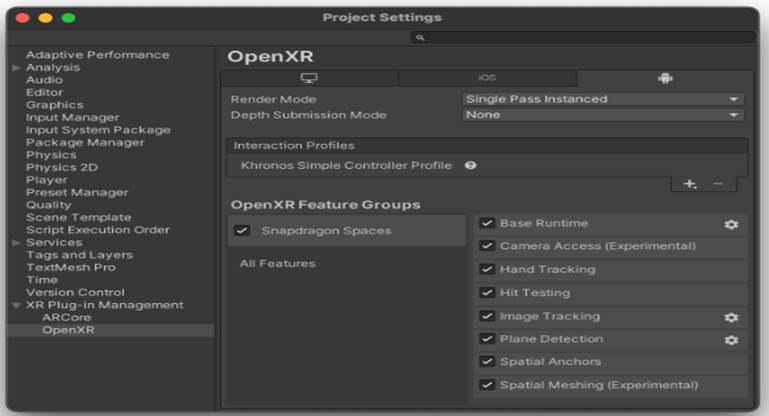 Project Settings
Adaptive Performance
Analysis
Audio
Editor
Graphics
Input Manager
Input System Package
Package Manager
Physics
Physics 2D
Player
Preset Manager
Quality
Scene Template
Script Execution Order
Services
Tags and Layers
TextMesh Pro
Time
Version Control
XR Plug-in Management
ARCore
OpenXR
OpenXR
iOS
Render Mode Single Pass Instanced
Depth Submission Mode None
Interaction Profiles
Khronos Simple Controller Profile
OpenXR Feature Groups
Snapdragon Spaces
All Features
Base Runtime
Camera Access (Experimental)
Hand Tracking
Hit Testing
Image Tracking
Plane Detection
Spatial Anchors
Spatial Meshing (Experimental)